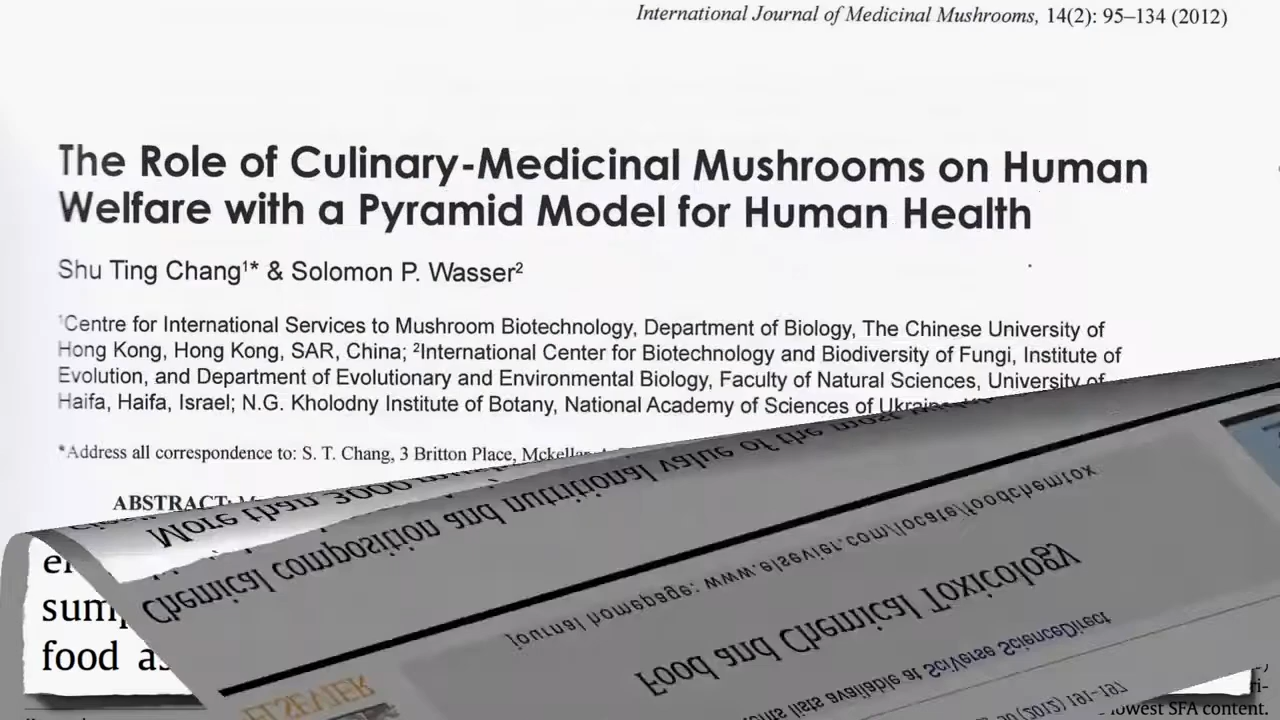 International Journal of Medicinal Mushrooms, 14(2): 95–134 (2012)
The Role of Culinary-Medicinal Mushrooms on Human
Welfare with a Pyramid Model for Human Health
Shu Ting Chang¹* & Solomon P. Wasser²
¹Centre for International Services to Mushroom Biotechnology, Department of Biology, The Chinese University of
Hong Kong, Hong Kong, SAR, China; ²International Center for Biotechnology and Biodiversity of Fungi, Institute of
Evolution, and Department of Evolutionary and Environmental Biology, Faculty of Natural Sciences, University of
Haifa, Haifa, Israel; N.G. Kholodny Institute of Botany, National Academy of Sciences of
*Address all correspondence to: S. T. Chang, 3 Britton Place,
ABSTRACT:
More than 3000
Chemical composition and nutritional value of the most
journal homepage: www.elsevier.com/locate/foodchemtox
Food and Chemical Toxicology
lists available at SciVerse ScienceDirect
ELSEVIER
(2012) 191–197
food
lowest SFA content.